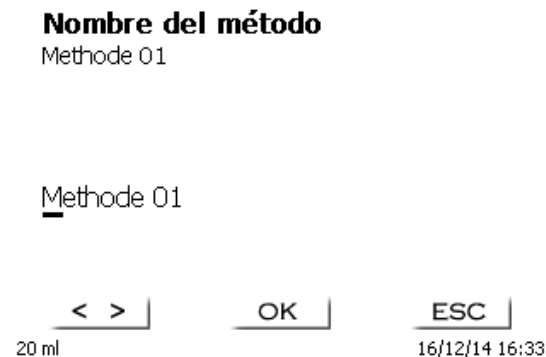 Nombre del método
Methode 01
Methode 01
< > OK ESC
20 ml 16/12/14 16:33